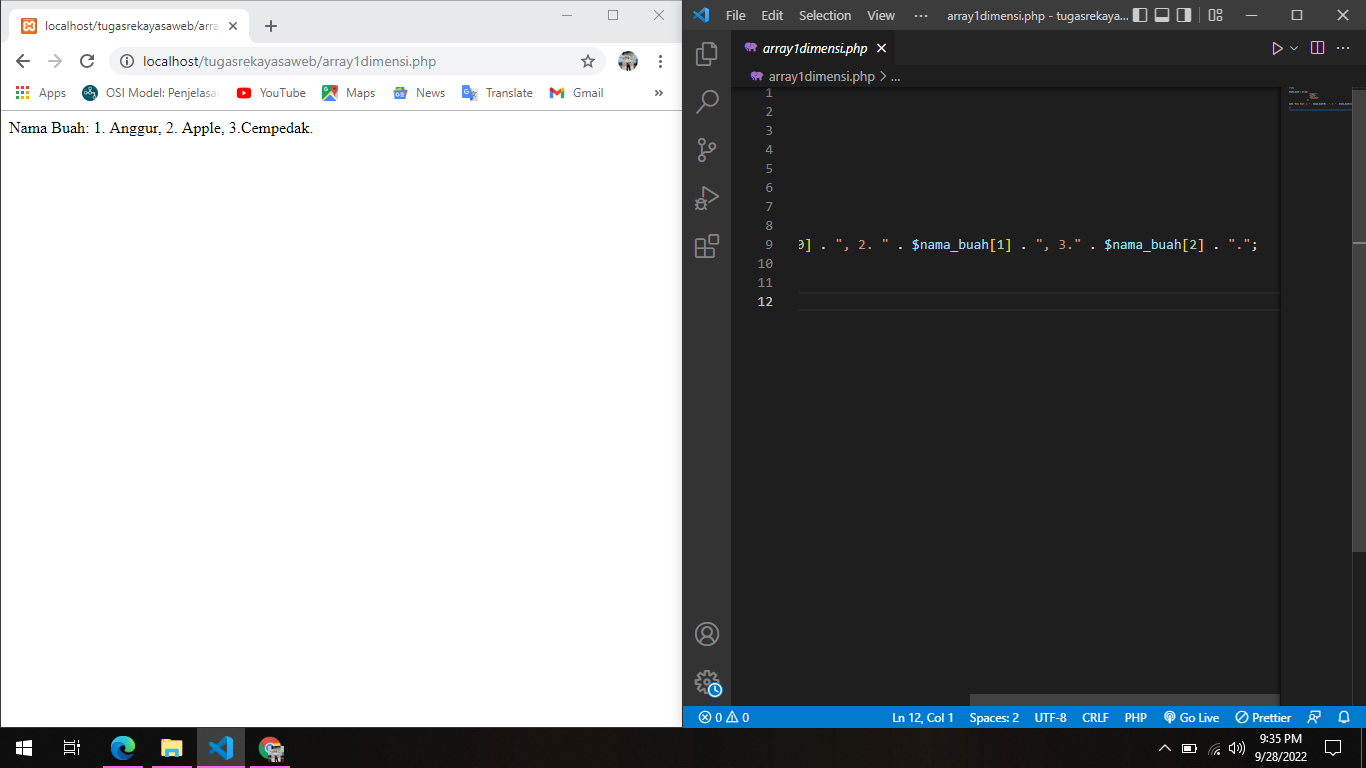 localhost/tugasrekayasaweb/arra
localhost/tugasrekayasaweb/array1dimensi.php
Apps
OSI Model: Penjelasa
YouTube
Maps
News
Translate
Gmail
»
Nama Buah: 1. Anggur, 2. Apple, 3.Cempedak.
File Edit Selection View ··· array1dimensi.php - tugasrekaya...
array1dimensi.php
array1dimensi.php > ...
1
2
3
4
5
6
7
8
9 0] . ", 2. " . $nama_buah[1] . ", 3." . $nama_buah[2] . ".";
10
11
12
0 0 Ln 12, Col 1 Spaces: 2 UTF-8 CRLF PHP Go Live Prettier
9:35 PM
9/28/2022